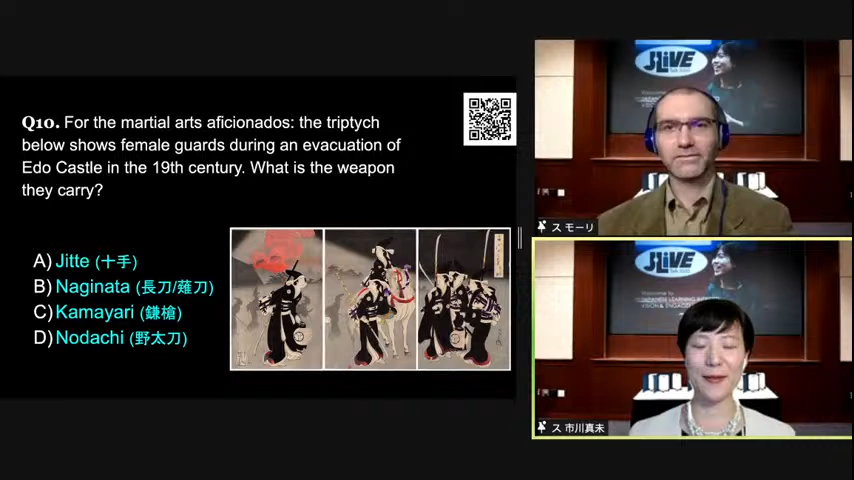 Q10. For the martial arts aficionados: the triptych
below shows female guards during an evacuation of
Edo Castle in the 19th century. What is the weapon
they carry?
A) Jitte (十手)
B) Naginata (長刀/薙刀)
C) Kamayari (鎌槍)
D) Nodachi (野太刀)
J-LiVE
ス モーリ
J-LiVE
ス 市川真未